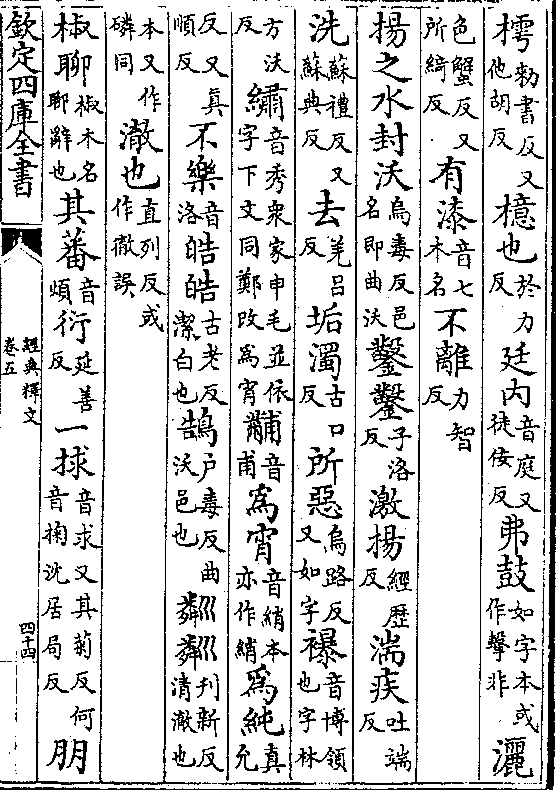 樗勑書反又他胡反檍也於力反廷内音庭又徒佞反弗鼓如字本或作擊非灑
色蟹反又所綺反有漆音七木名不離力智反
揚之水封沃烏毒反邑名即曲沃鑿鑿子洛反激揚經歷反湍疾吐端反
洗蘇禮反又蘇典反去羌呂反垢濁古口反所惡烏路反又如字襮音博領也字林
方沃反繡音秀衆家申毛並依字下文同鄭改爲宵黼音甫爲宵音綃本亦作綃爲純真允
反又真順反不樂音洛皓皓古老反潔白也鵠户毒反曲沃邑也粼粼刋新反清澈也
本又作磷同澈也直列反或作徹誤
椒聊椒木名聊辭也其蕃音煩衍延善反一捄音求又其菊反何音掬沈居局反朋
欽定四庫全書
經典釋文
卷五
四十四